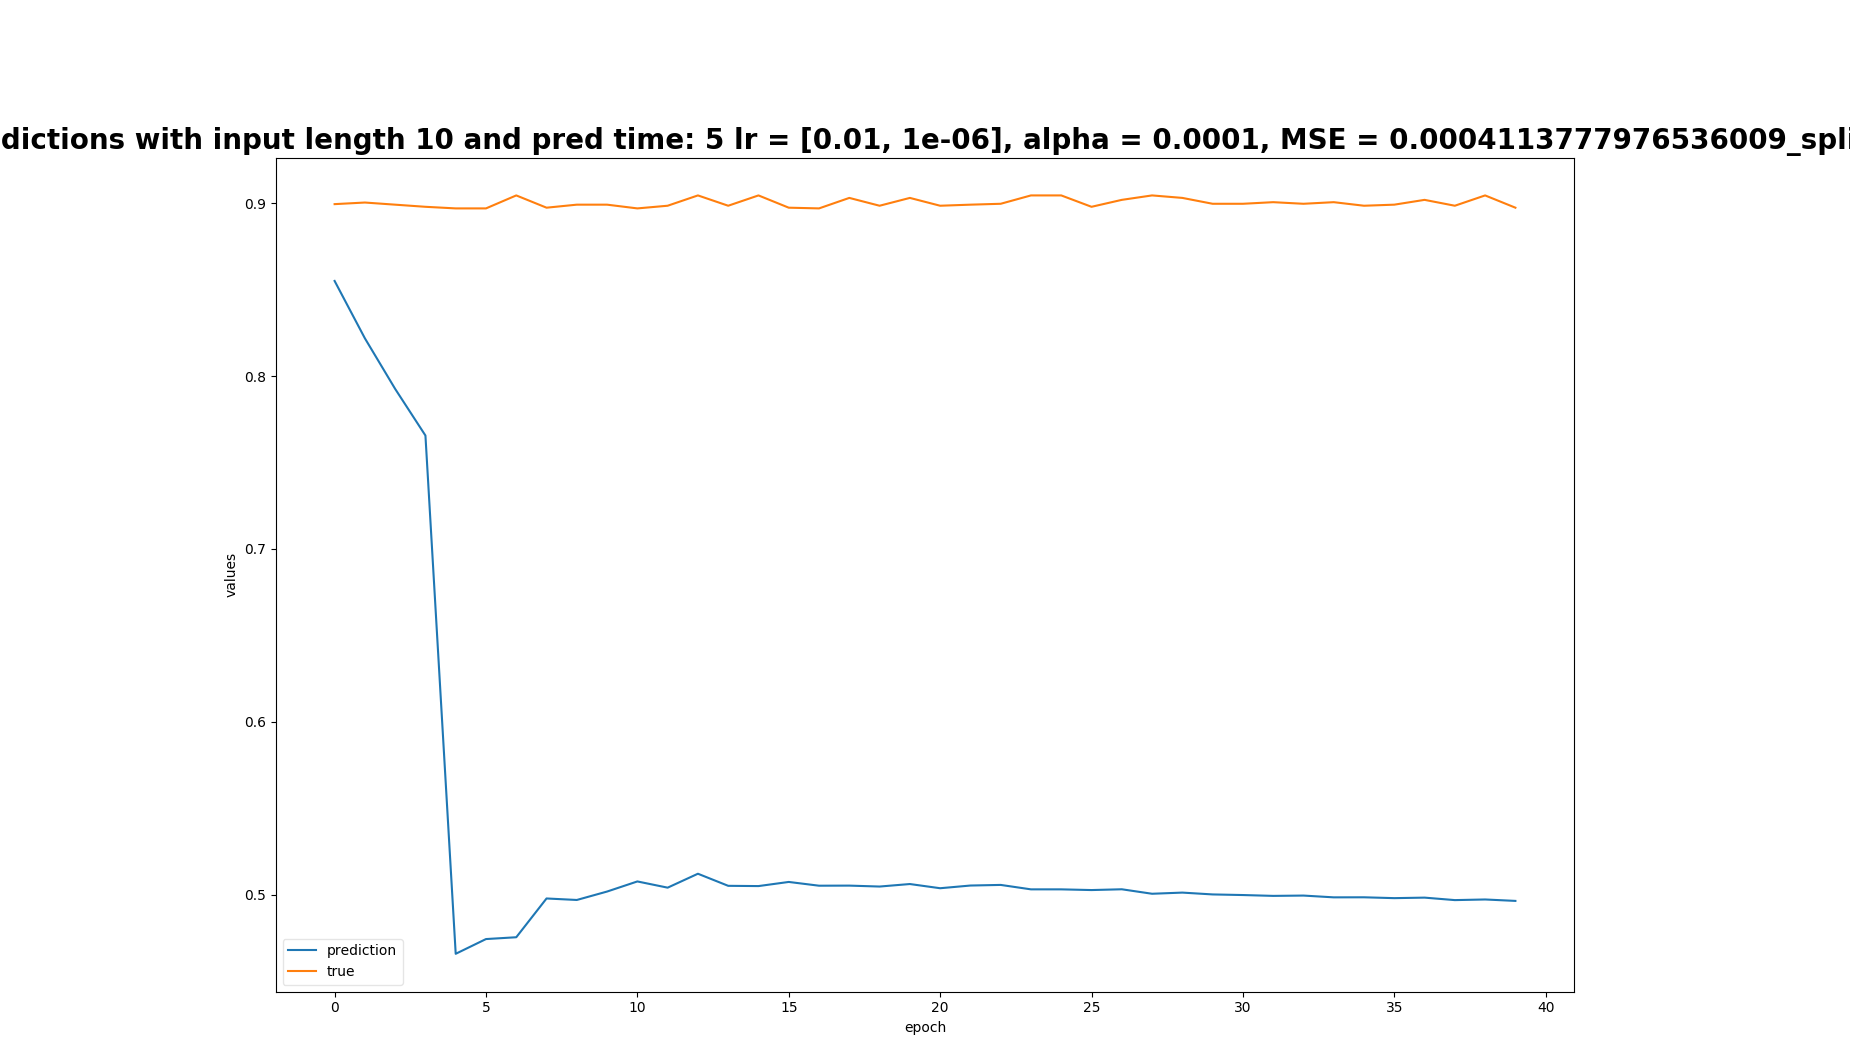 dictions with input length 10 and pred time: 5 lr = [0.01, 1e-06], alpha = 0.0001, MSE = 0.0004113777976536009_spli
0.9
0.8
0.7
0.6
0.5
values
prediction
true
0 5 10 15 20 25 30 35 40
epoch